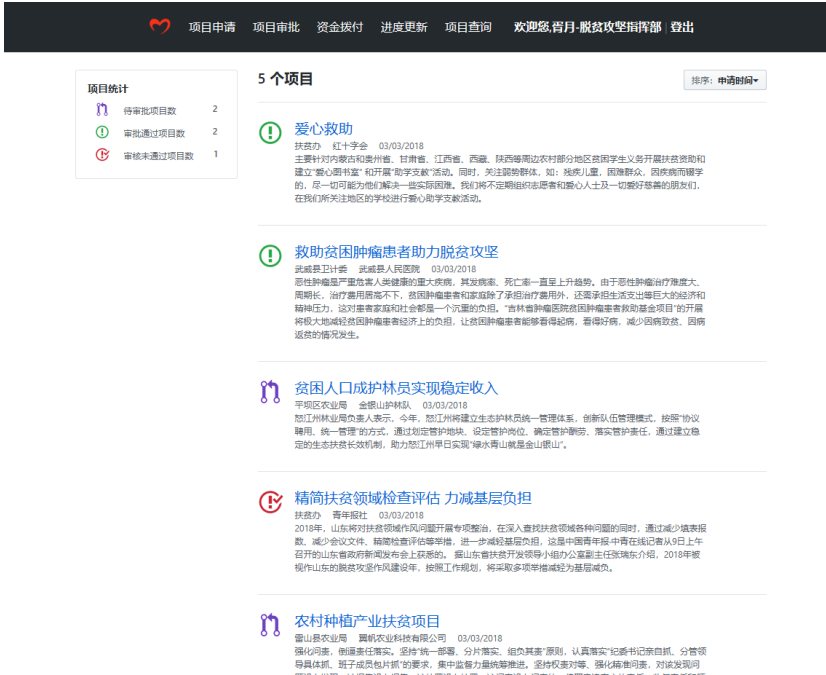 项目申请 项目审批 资金拨付 进度更新 项目查询 欢迎您,胥月-脱贫攻坚指挥部 | 登出
项目统计
待审批项目数 2
审批通过项目数 2
审核未通过项目数 1
5 个项目
排序: 申请时间
爱心救助
扶贫办 红十字会 03/03/2018
主要针对内蒙古和贵州省、甘肃省、江西省、西藏、陕西等周边农村部分地区贫困学生义务开展扶贫资助和
建立"爱心图书室" 和开展"助学支教"活动。同时，关注弱势群体，如：残疾儿童，困难群众，因疾病而辍学
的，尽一切可能为他们解决一些实际困难。我们将不定期组织志愿者和爱心人士及一切爱好慈善的朋友们，
在我们所关注地区的学校进行爱心助学支教活动。
救助贫困肿瘤患者助力脱贫攻坚
武威县卫计委 武威县人民医院 03/03/2018
恶性肿瘤是严重危害人类健康的重大疾病，其发病率、死亡率一直呈上升趋势。由于恶性肿瘤治疗难度大、
周期长，治疗费用居高不下，贫困肿瘤患者和家庭除了承担治疗费用外，还需承担生活支出等巨大的经济和
精神压力，这对患者家庭和社会都是一个沉重的负担。"吉林省肿瘤医院贫困肿瘤患者救助基金项目"的开展
将极大地减轻贫困肿瘤患者经济上的负担，让贫困肿瘤患者能够看得起病，看得好病，减少因病致贫、因病
返贫的情况发生。
贫困人口成护林员实现稳定收入
平坝区农业局 金银山护林队 03/03/2018
怒江州林业局负责人表示，今年，怒江州将建立生态护林员统一管理体系，创新队伍管理模式，按照"协议
聘用、统一管理"的方式，通过划定管护地块、设定管护岗位、确定管护酬劳、落实管护责任，通过建立稳
定的生态扶贫长效机制，助力怒江州早日实现"绿水青山就是金山银山"。
精简扶贫领域检查评估 力减基层负担
扶贫办 青年报社 03/03/2018
2018年，山东将对扶贫领域作风问题开展专项整治，在深入查找扶贫领域各种问题的同时，通过减少填表报
数、减少会议文件、精简检查评估等举措，进一步减轻基层负担，这是中国青年报·中青在线记者从9日上午
召开的山东省政府新闻发布会上获悉的。 据山东省扶贫开发领导小组办公室副主任张瑞东介绍，2018年被
视作山东的脱贫攻坚作风建设年，按照工作规划，将采取多项举措减轻为基层减负。
农村种植产业扶贫项目
雷山县农业局 翼帆农业科技有限公司 03/03/2018
强化问责，倒逼责任落实。坚持"统一部署、分片落实、组负其责"原则，认真落实"纪委书记亲自抓、分管领
导具体抓、班子成员包片抓"的要求，集中监督力量统筹推进。坚持权责对等、强化精准问责，对该发现问